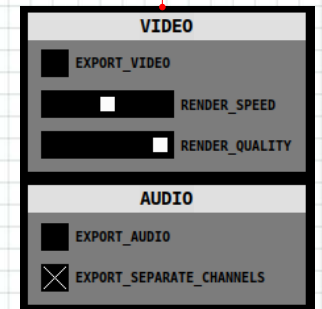 VIDEO
EXPORT_VIDEO
RENDER_SPEED
RENDER_QUALITY
AUDIO
EXPORT_AUDIO
EXPORT_SEPARATE_CHANNELS